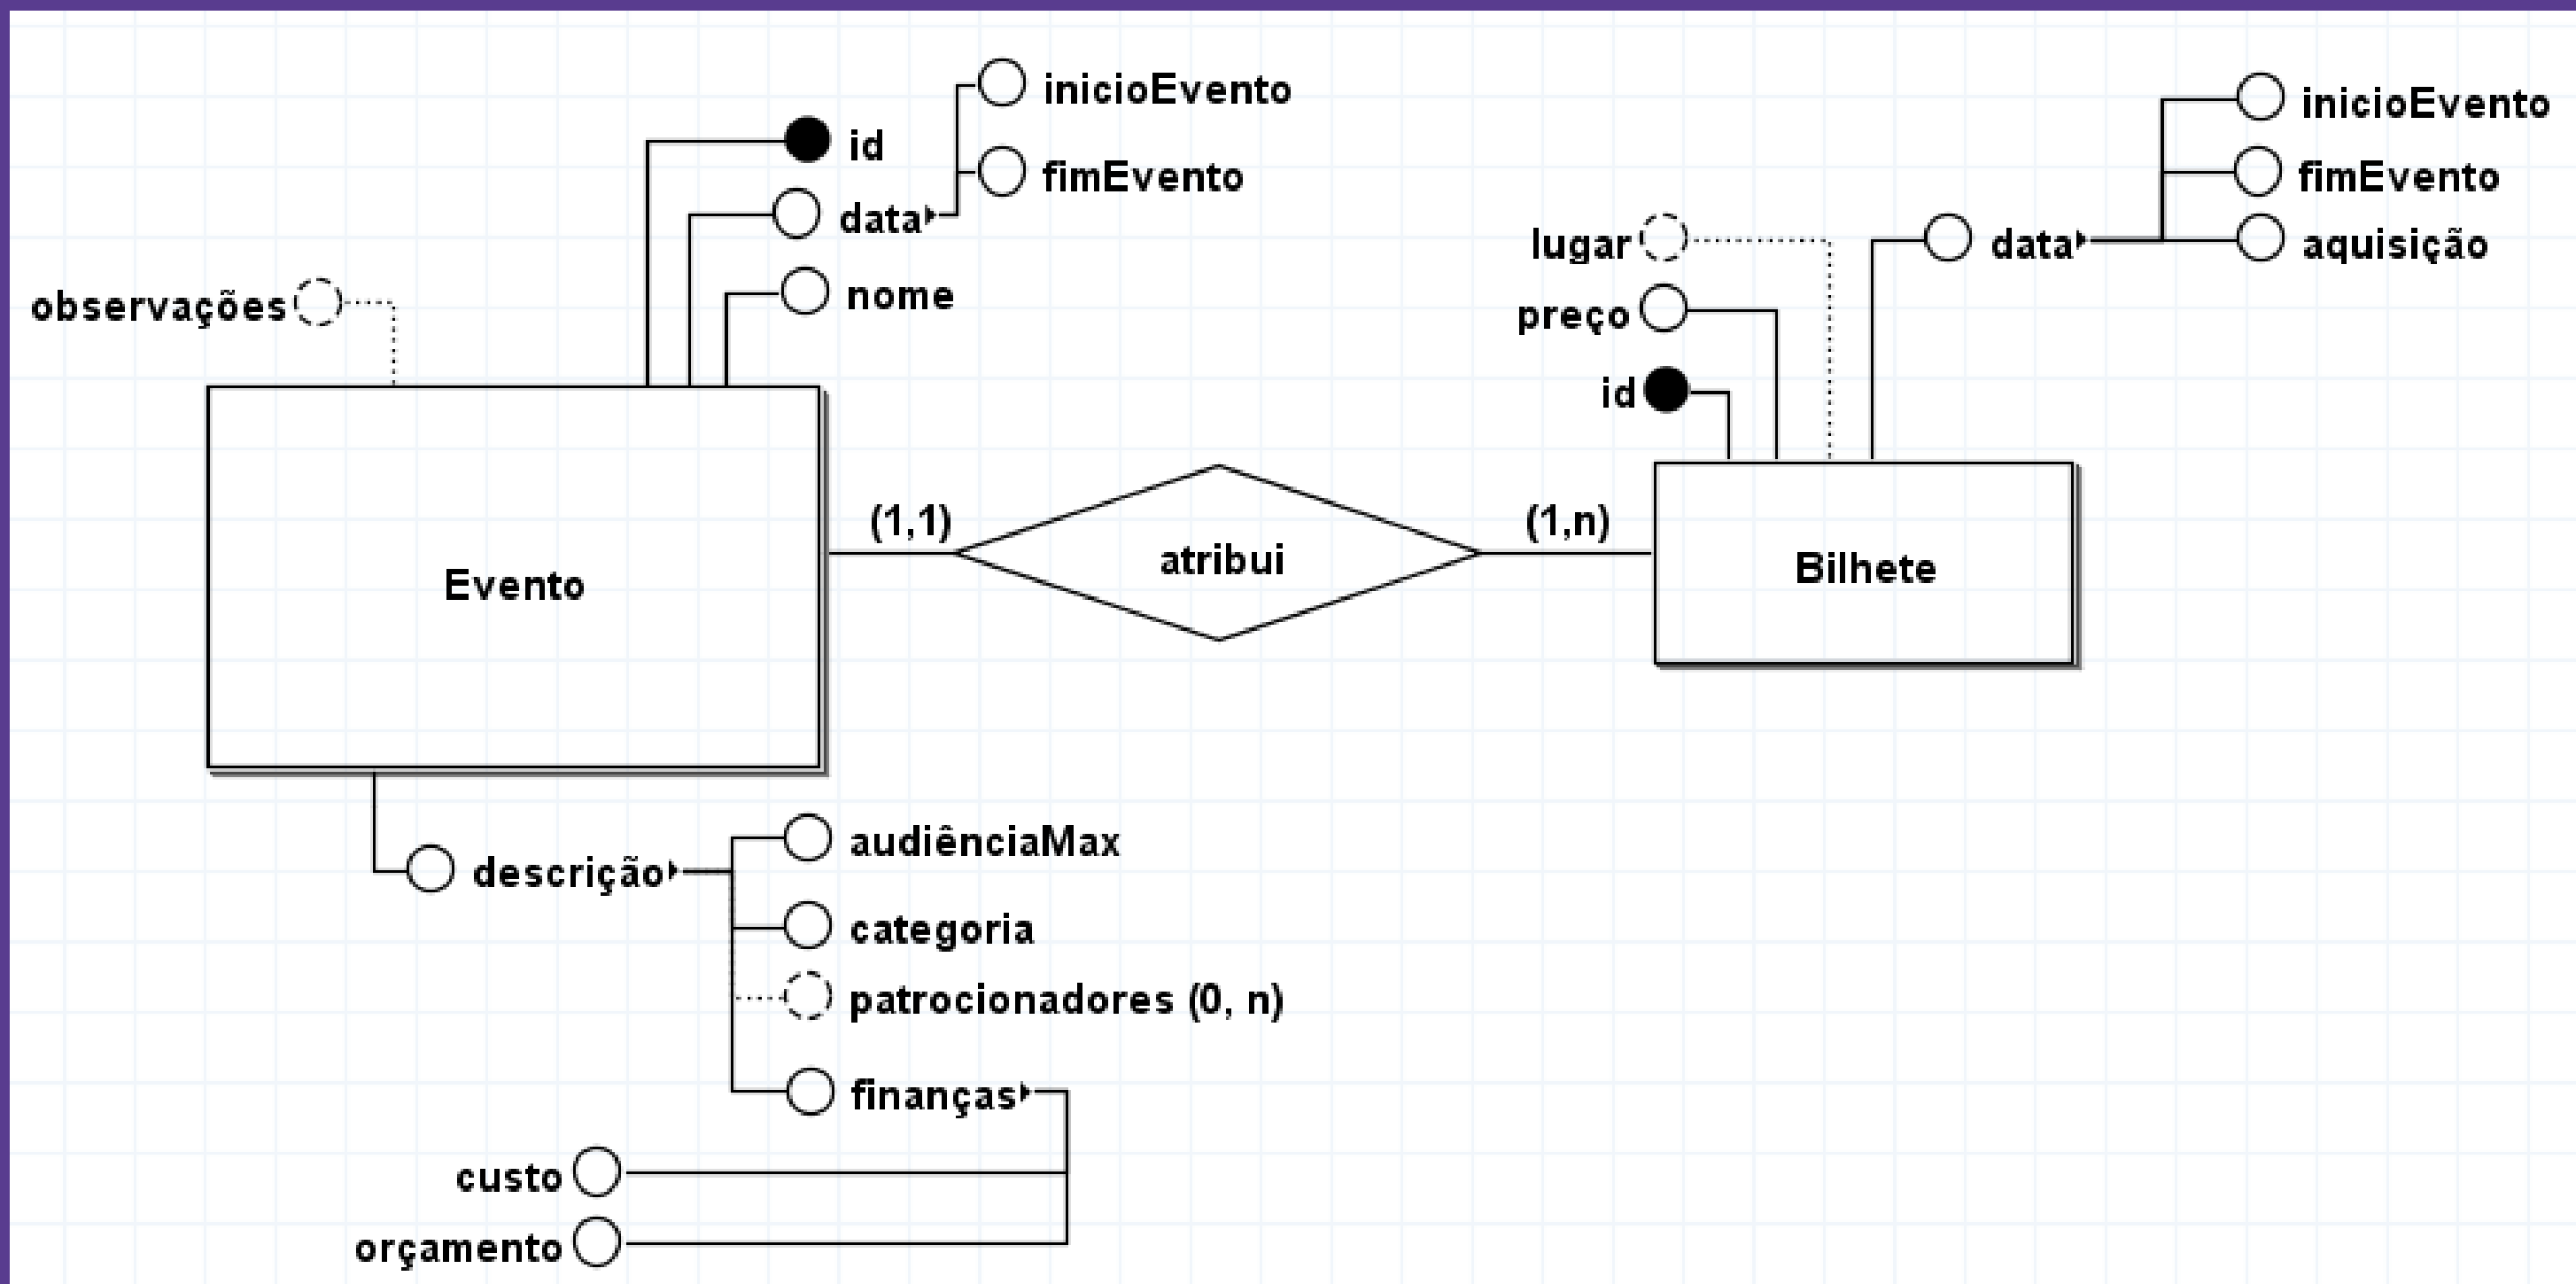 inicioEvento
id
fimEvento
data
nome
observações
Evento
(1,1)
atribui
(1,n)
inicioEvento
fimEvento
lugar
data
aquisição
preço
id
Bilhete
audiênciaMax
descrição
categoria
patrocionadores (0, n)
finanças
custo
orçamento